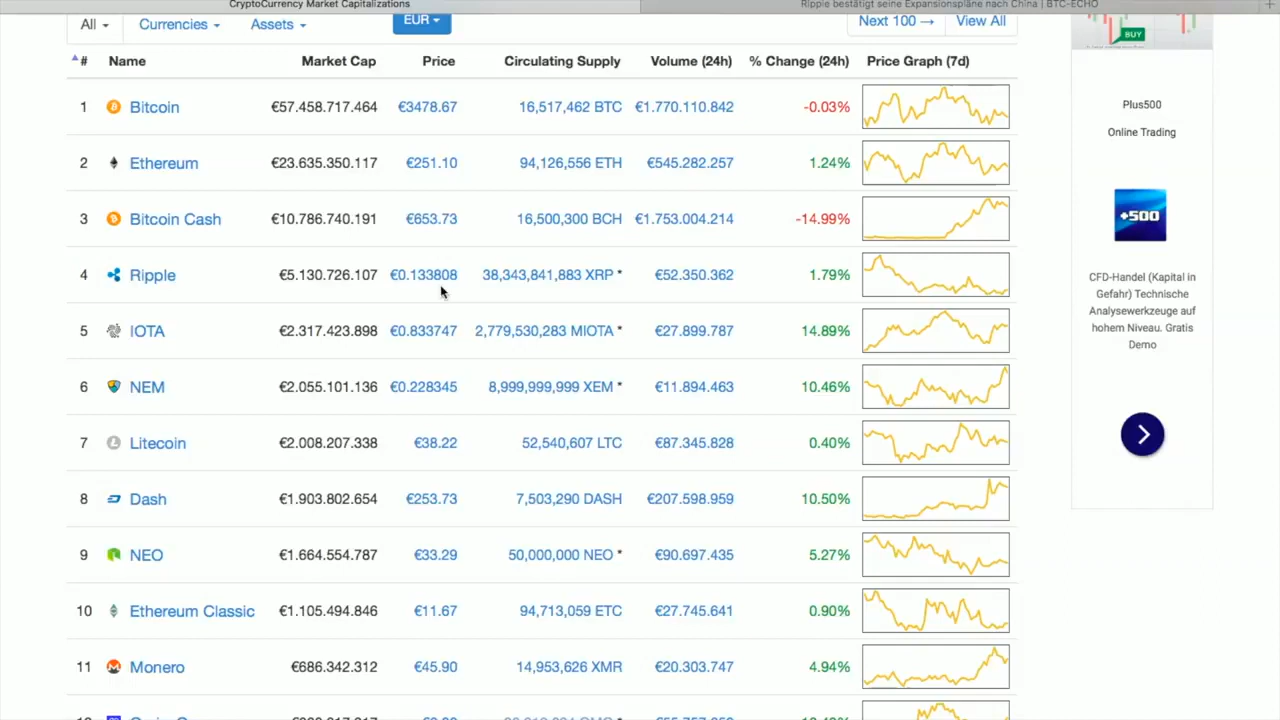 CryptoCurrency Market Capitalizations Ripple bestätigt seine Expansionspläne nach China | BTC-ECHO
All Currencies Assets EUR Next 100 → View All
# Name Market Cap Price Circulating Supply Volume (24h) % Change (24h) Price Graph (7d)
1 Bitcoin €57.458.717.464 €3478.67 16,517,462 BTC €1.770.110.842 -0.03%
2 Ethereum €23.635.350.117 €251.10 94,126,556 ETH €545.282.257 1.24%
3 Bitcoin Cash €10.786.740.191 €653.73 16,500,300 BCH €1.753.004.214 -14.99%
4 Ripple €5.130.726.107 €0.133808 38,343,841,883 XRP * €52.350.362 1.79%
5 IOTA €2.317.423.898 €0.833747 2,779,530,283 MIOTA * €27.899.787 14.89%
6 NEM €2.055.101.136 €0.228345 8,999,999,999 XEM * €11.894.463 10.46%
7 Litecoin €2.008.207.338 €38.22 52,540,607 LTC €87.345.828 0.40%
8 Dash €1.903.802.654 €253.73 7,503,290 DASH €207.598.959 10.50%
9 NEO €1.664.554.787 €33.29 50,000,000 NEO * €90.697.435 5.27%
10 Ethereum Classic €1.105.494.846 €11.67 94,713,059 ETC €27.745.641 0.90%
11 Monero €686.342.312 €45.90 14,953,626 XMR €20.303.747 4.94%
BUY
Plus500
Online Trading
+500
CFD-Handel (Kapital in
Gefahr) Technische
Analysewerkzeuge auf
hohem Niveau. Gratis
Demo